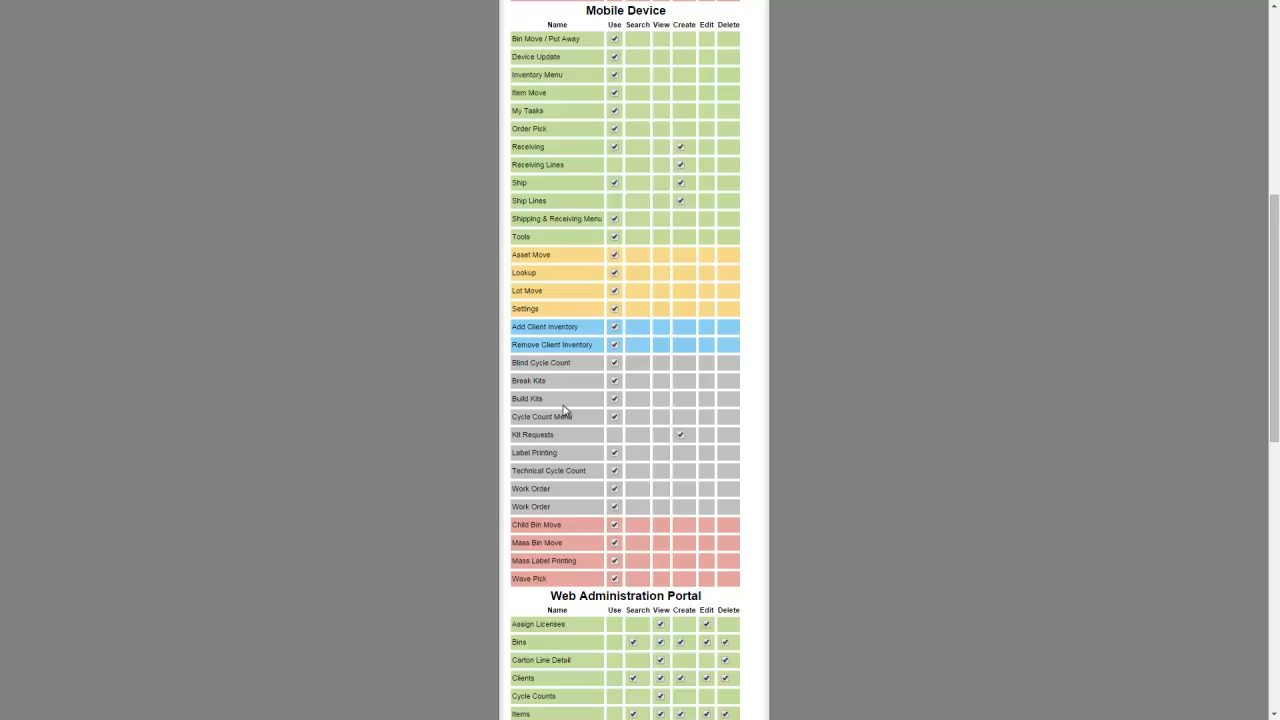 Mobile Device
Name Use Search View Create Edit Delete
Bin Move / Put Away
Device Update
Inventory Menu
Item Move
My Tasks
Order Pick
Receiving
Receiving Lines
Ship
Ship Lines
Shipping & Receiving Menu
Tools
Asset Move
Lookup
Lot Move
Settings
Add Client Inventory
Remove Client Inventory
Blind Cycle Count
Break Kits
Build Kits
Cycle Count Menu
Kit Requests
Label Printing
Technical Cycle Count
Work Order
Work Order
Child Bin Move
Mass Bin Move
Mass Label Printing
Wave Pick
Web Administration Portal
Name Use Search View Create Edit Delete
Assign Licenses
Bins
Carton Line Detail
Clients
Cycle Counts
Items